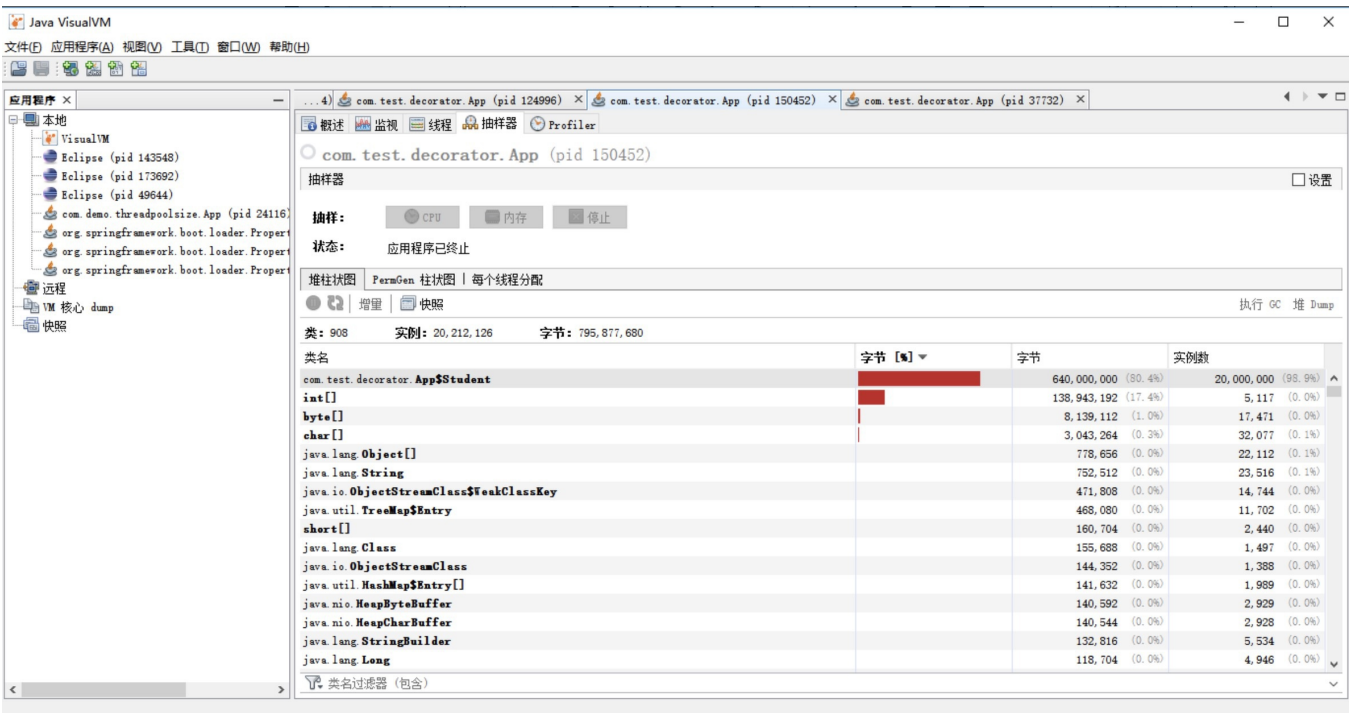 Java VisualVM
文件(F) 应用程序(A) 视图(V) 工具(T) 窗口(W) 帮助(H)
应用程序
本地
VisualVM
Eclipse (pid 143548)
Eclipse (pid 173692)
Eclipse (pid 49644)
com.demo.threadpoolsize.App (pid 24116)
org.springframework.boot.loader.Propert
org.springframework.boot.loader.Propert
org.springframework.boot.loader.Propert
远程
VM 核心 dump
快照
...4) com.test.decorator.App (pid 124996) com.test.decorator.App (pid 150452) com.test.decorator.App (pid 37732)
概述 监视 线程 抽样器 Profiler
com.test.decorator.App (pid 150452)
抽样器 设置
抽样: CPU 内存 停止
状态: 应用程序已终止
堆柱状图 PermGen 柱状图 每个线程分配
增量 快照 执行 GC 堆 Dump
类: 908 实例: 20,212,126 字节: 795,877,680
类名 字节 [%] 字节 实例数
com.test.decorator.App$Student 640,000,000 (80.4%) 20,000,000 (98.9%)
int[] 138,943,192 (17.4%) 5,117 (0.0%)
byte[] 8,139,112 (1.0%) 17,471 (0.0%)
char[] 3,043,264 (0.3%) 32,077 (0.1%)
java.lang.Object[] 778,656 (0.0%) 22,112 (0.1%)
java.lang.String 752,512 (0.0%) 23,516 (0.1%)
java.io.ObjectStreamClass$WeakClassKey 471,808 (0.0%) 14,744 (0.0%)
java.util.TreeMap$Entry 468,080 (0.0%) 11,702 (0.0%)
short[] 160,704 (0.0%) 2,440 (0.0%)
java.lang.Class 155,688 (0.0%) 1,497 (0.0%)
java.io.ObjectStreamClass 144,352 (0.0%) 1,388 (0.0%)
java.util.HashMap$Entry[] 141,632 (0.0%) 1,989 (0.0%)
java.nio.HeapByteBuffer 140,592 (0.0%) 2,929 (0.0%)
java.nio.HeapCharBuffer 140,544 (0.0%) 2,928 (0.0%)
java.lang.StringBuilder 132,816 (0.0%) 5,534 (0.0%)
java.lang.Long 118,704 (0.0%) 4,946 (0.0%)
类名过滤器 (包含)